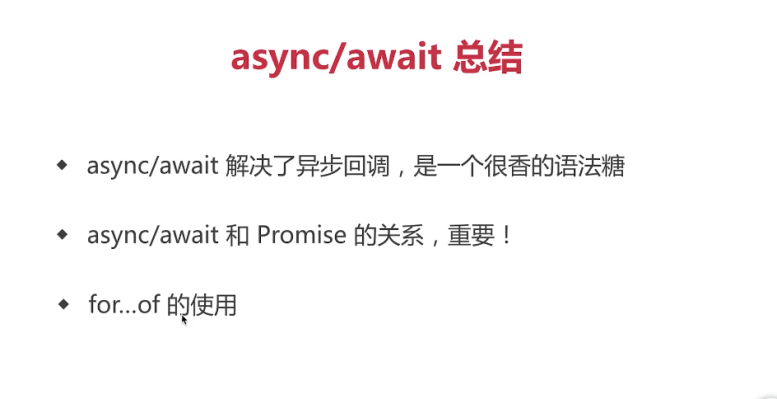 async/await 总结
◆ async/await 解决了异步回调，是一个很香的语法糖
◆ async/await 和 Promise 的关系，重要！
◆ for...of 的使用